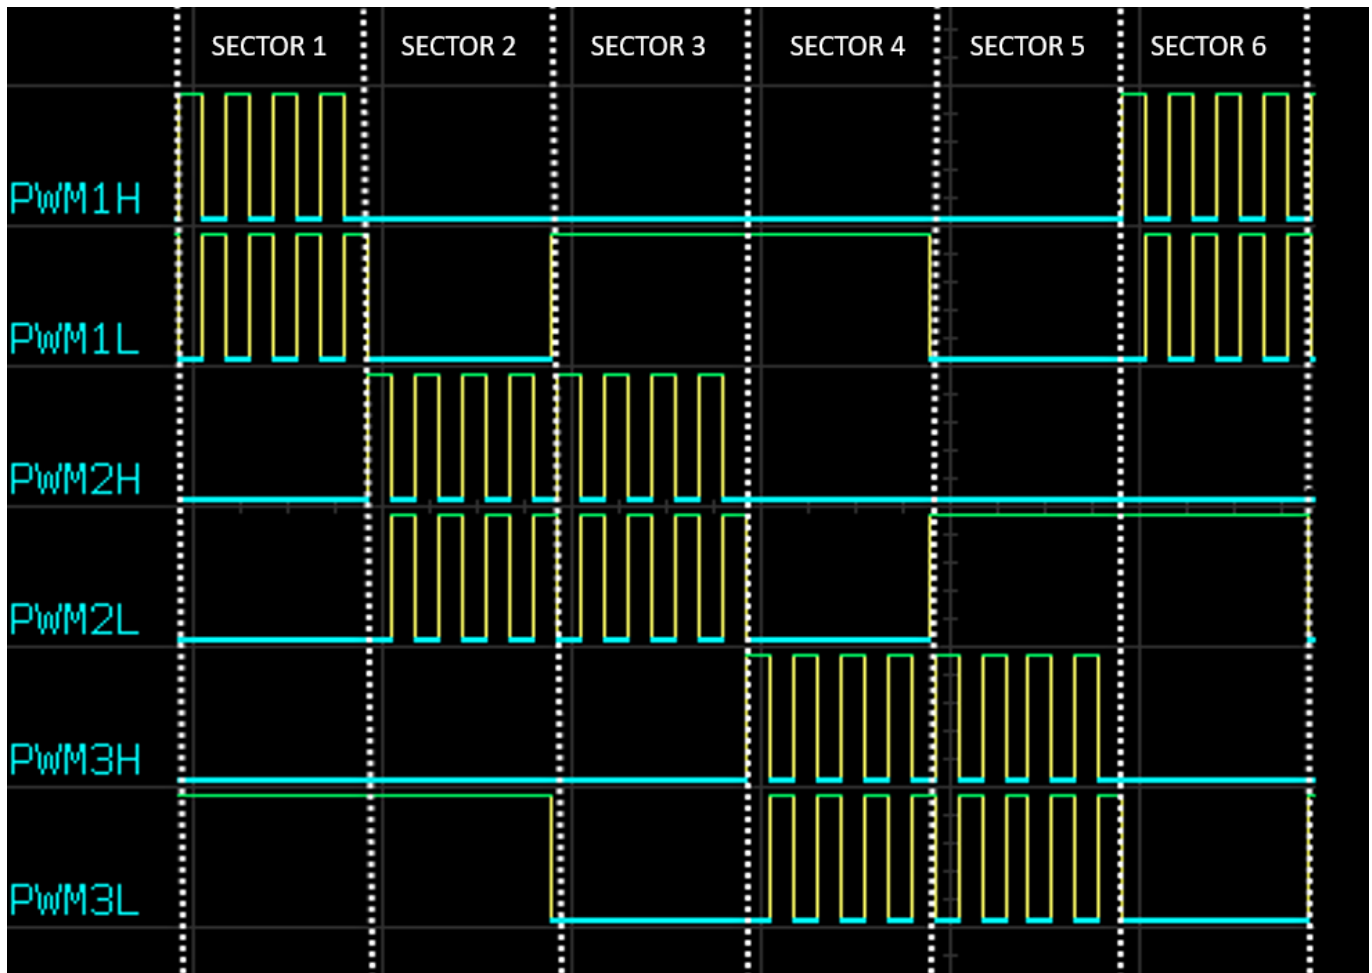 SECTOR 1 SECTOR 2 SECTOR 3 SECTOR 4 SECTOR 5 SECTOR 6
PWM1H
PWM1L
PWM2H
PWM2L
PWM3H
PWM3L